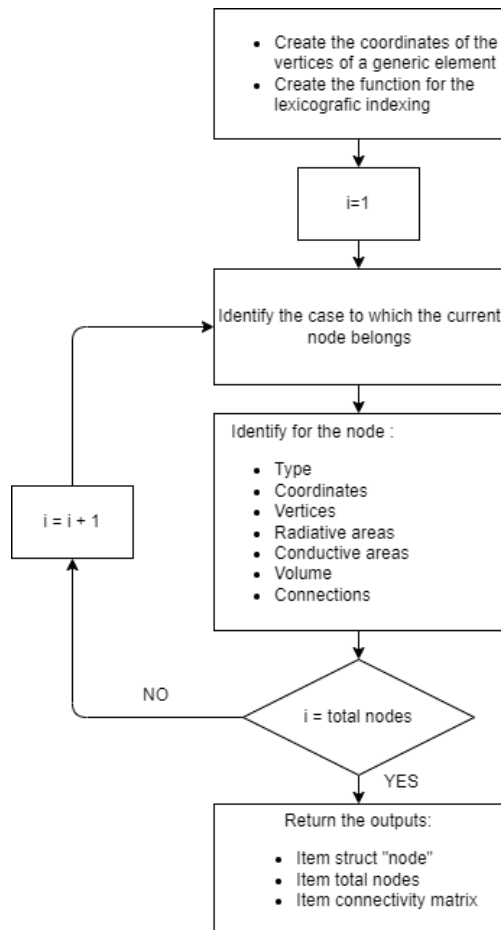 • Create the coordinates of the
vertices of a generic element
• Create the function for the
lexicografic indexing
i=1
Identify the case to which the current
node belongs
Identify for the node :
• Type
• Coordinates
• Vertices
• Radiative areas
• Conductive areas
• Volume
• Connections
i = i + 1
i = total nodes
NO
YES
Return the outputs:
• Item struct "node"
• Item total nodes
• Item connectivity matrix